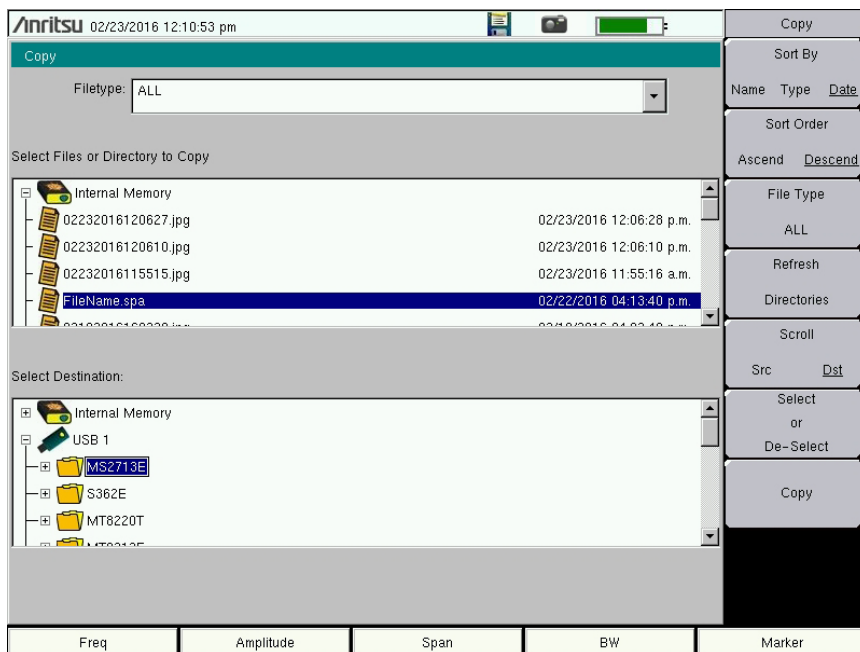 Anritsu 02/23/2016 12:10:53 pm
Copy
Filetype: ALL
Select Files or Directory to Copy
Internal Memory
02232016120627.jpg 02/23/2016 12:06:28 p.m.
02232016120610.jpg 02/23/2016 12:06:10 p.m.
02232016115515.jpg 02/23/2016 11:55:16 a.m.
FileName.spa 02/22/2016 04:13:40 p.m.
Select Destination:
Internal Memory
USB 1
MS2713E
S362E
MT8220T
Copy
Sort By
Name Type Date
Sort Order
Ascend Descend
File Type
ALL
Refresh
Directories
Scroll
Src Dst
Select
or
De-Select
Copy
Freq Amplitude Span BW Marker